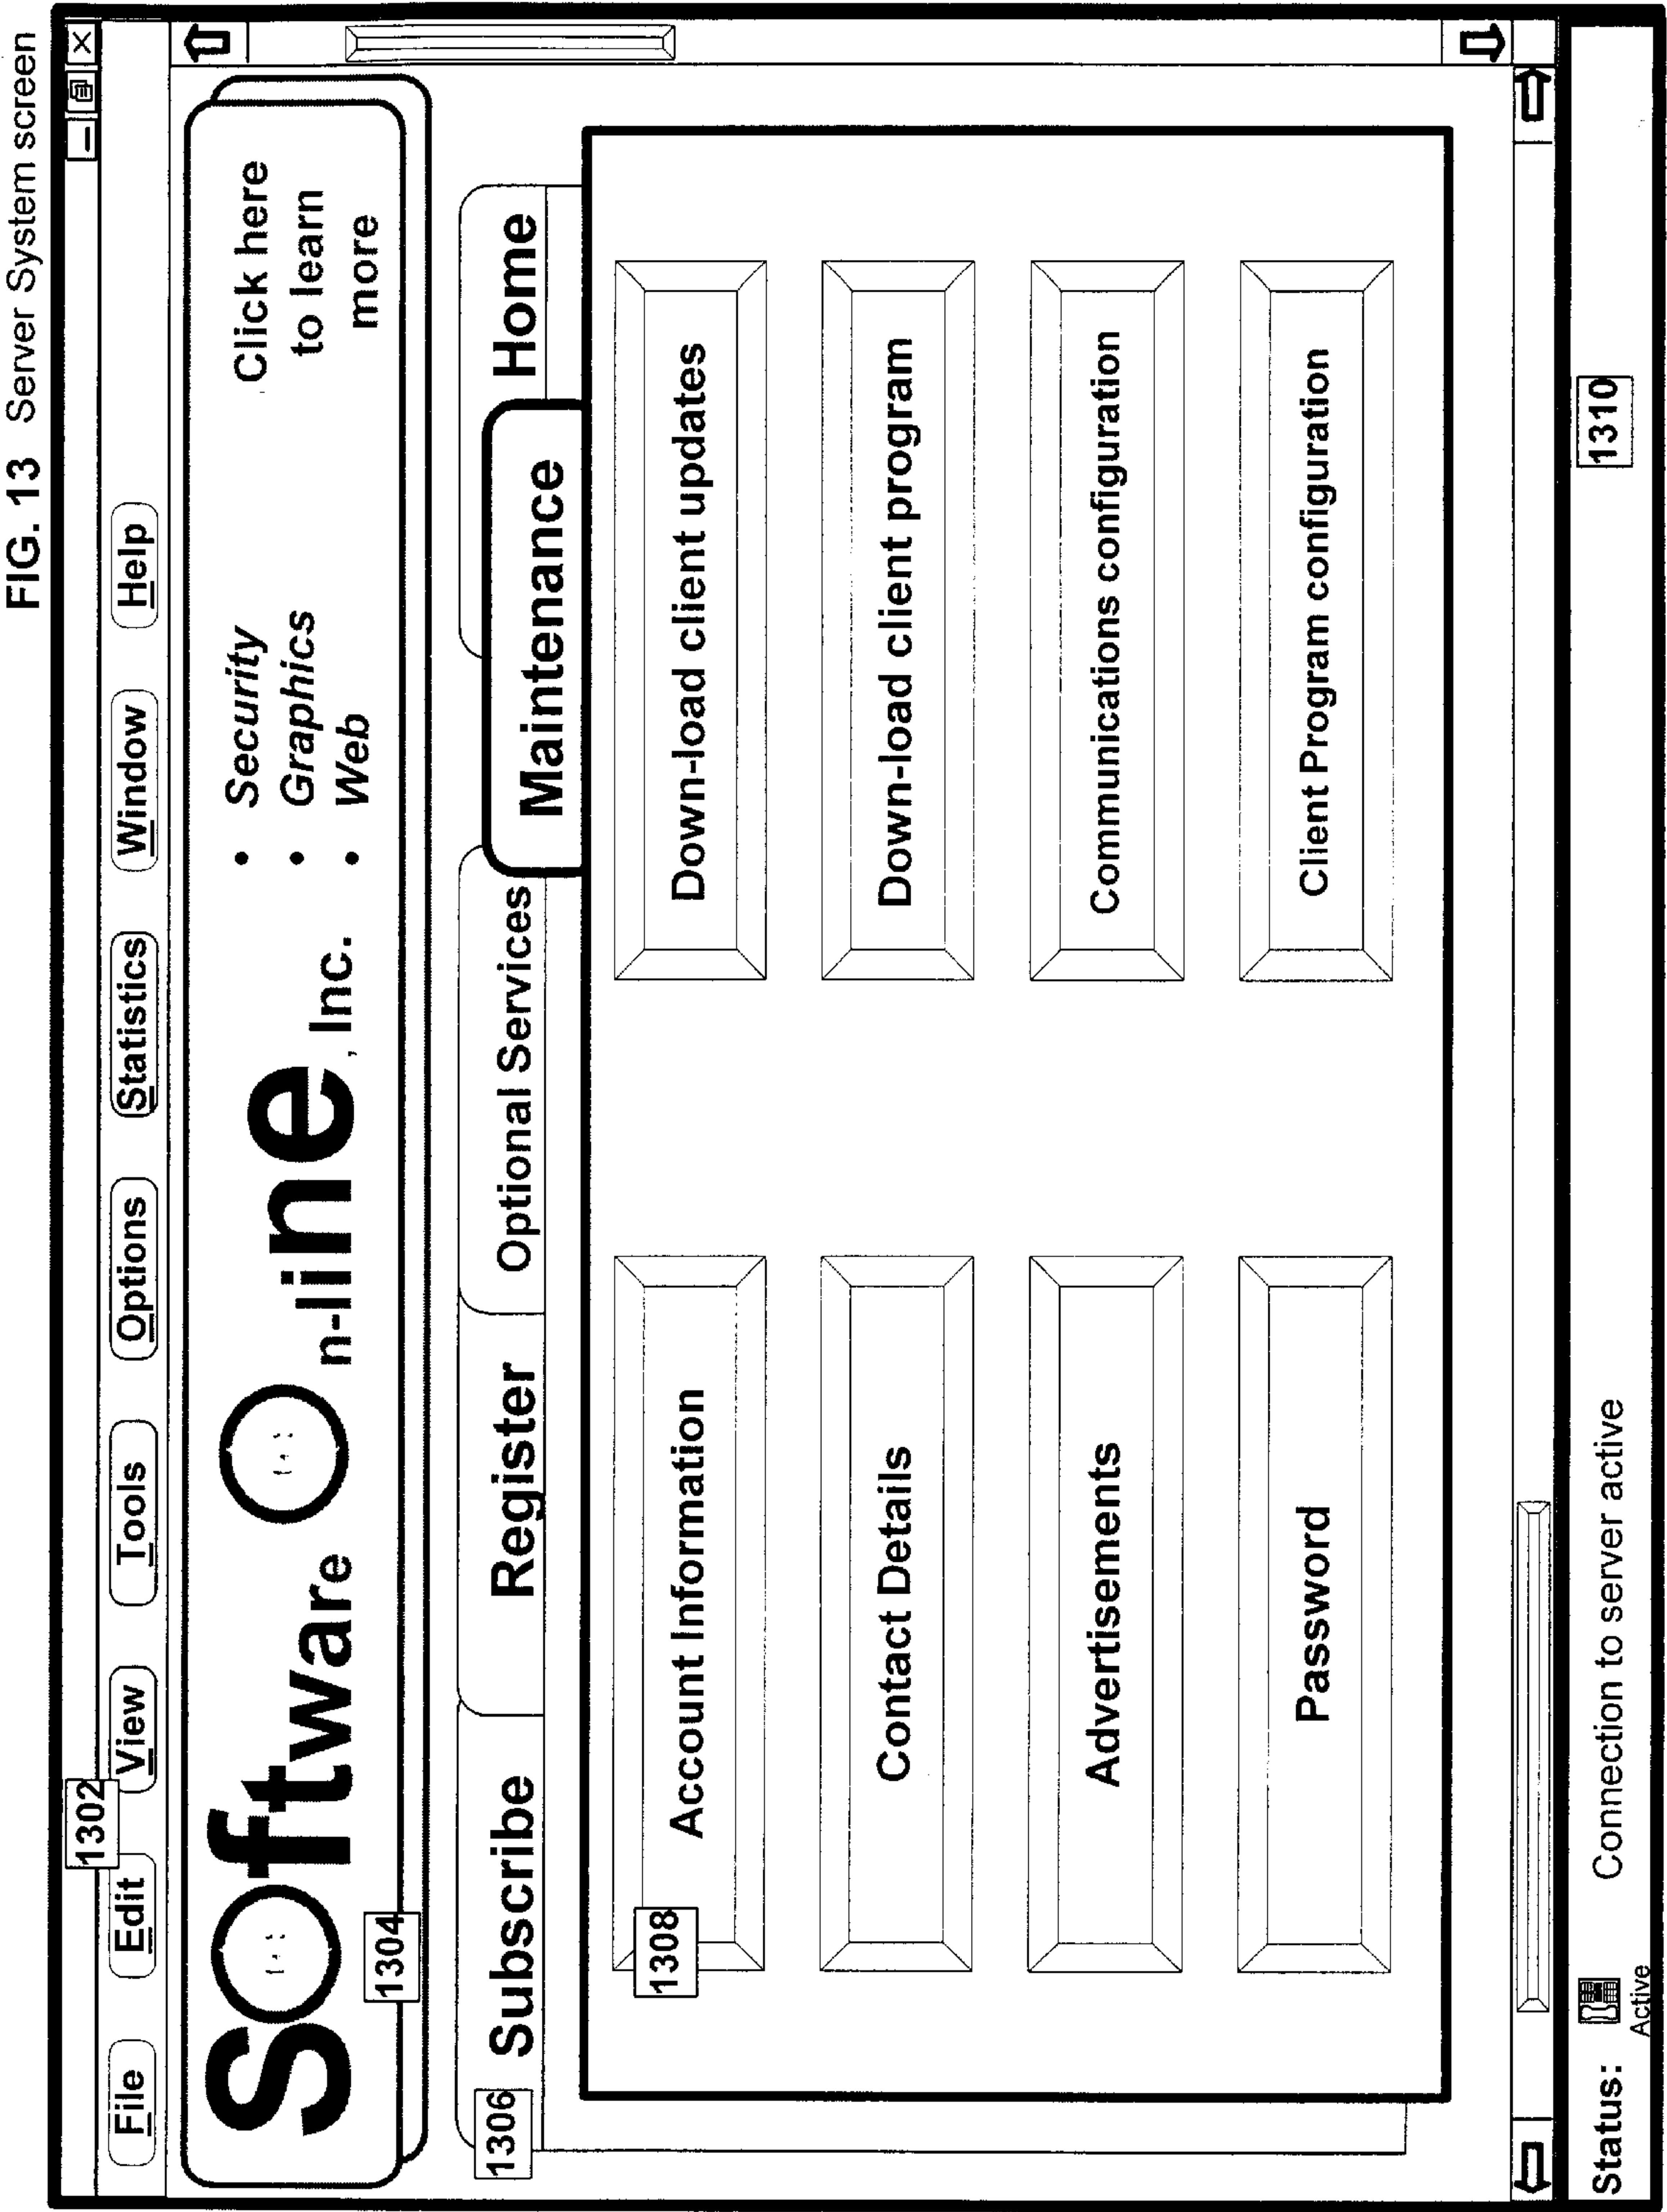 FIG. 13 Server System screen
1302
File Edit View Tools Options Statistics Window Help
Software On-line, Inc.
• Security
• Graphics
• Web
Click here
to learn
more
1304
1306
Subscribe Register Optional Services Maintenance Home
1308
Account Information Down-load client updates
Contact Details Down-load client program
Advertisements Communications configuration
Password Client Program configuration
Status: Active Connection to server active
1310